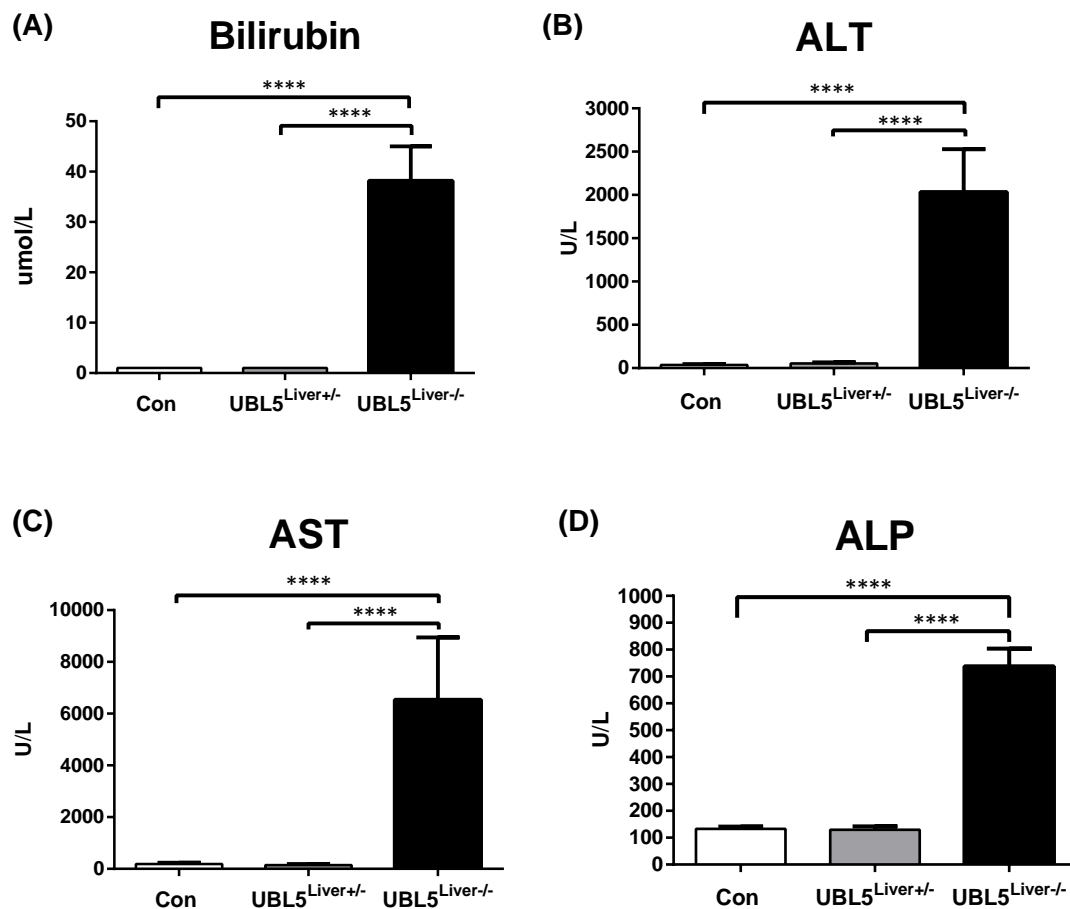 (A)
Bilirubin
****
****
50
40
30
20
10
0
umol/L
Con
UBL5Liver+/-
UBL5Liver-/-
(B)
ALT
****
****
3000
2500
2000
1500
1000
500
0
U/L
Con
UBL5Liver+/-
UBL5Liver-/-
(C)
AST
****
****
10000
8000
6000
4000
2000
0
U/L
Con
UBL5Liver+/-
UBL5Liver-/-
(D)
ALP
****
****
1000
900
800
700
600
500
400
300
200
100
0
U/L
Con
UBL5Liver+/-
UBL5Liver-/-